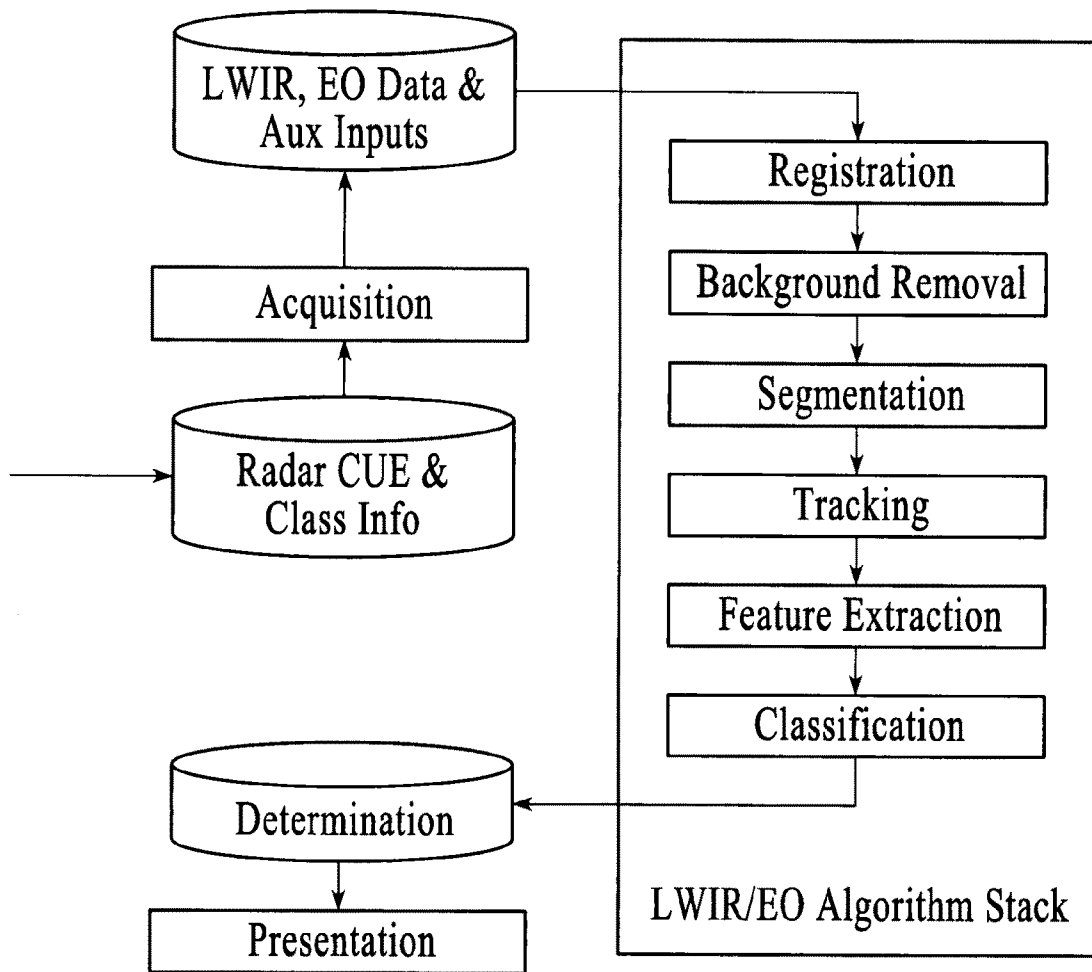 LWIR, EO Data &
Aux Inputs
Registration
Background Removal
Acquisition
Segmentation
Radar CUE &
Class Info
Tracking
Feature Extraction
Classification
Determination
LWIR/EO Algorithm Stack
Presentation